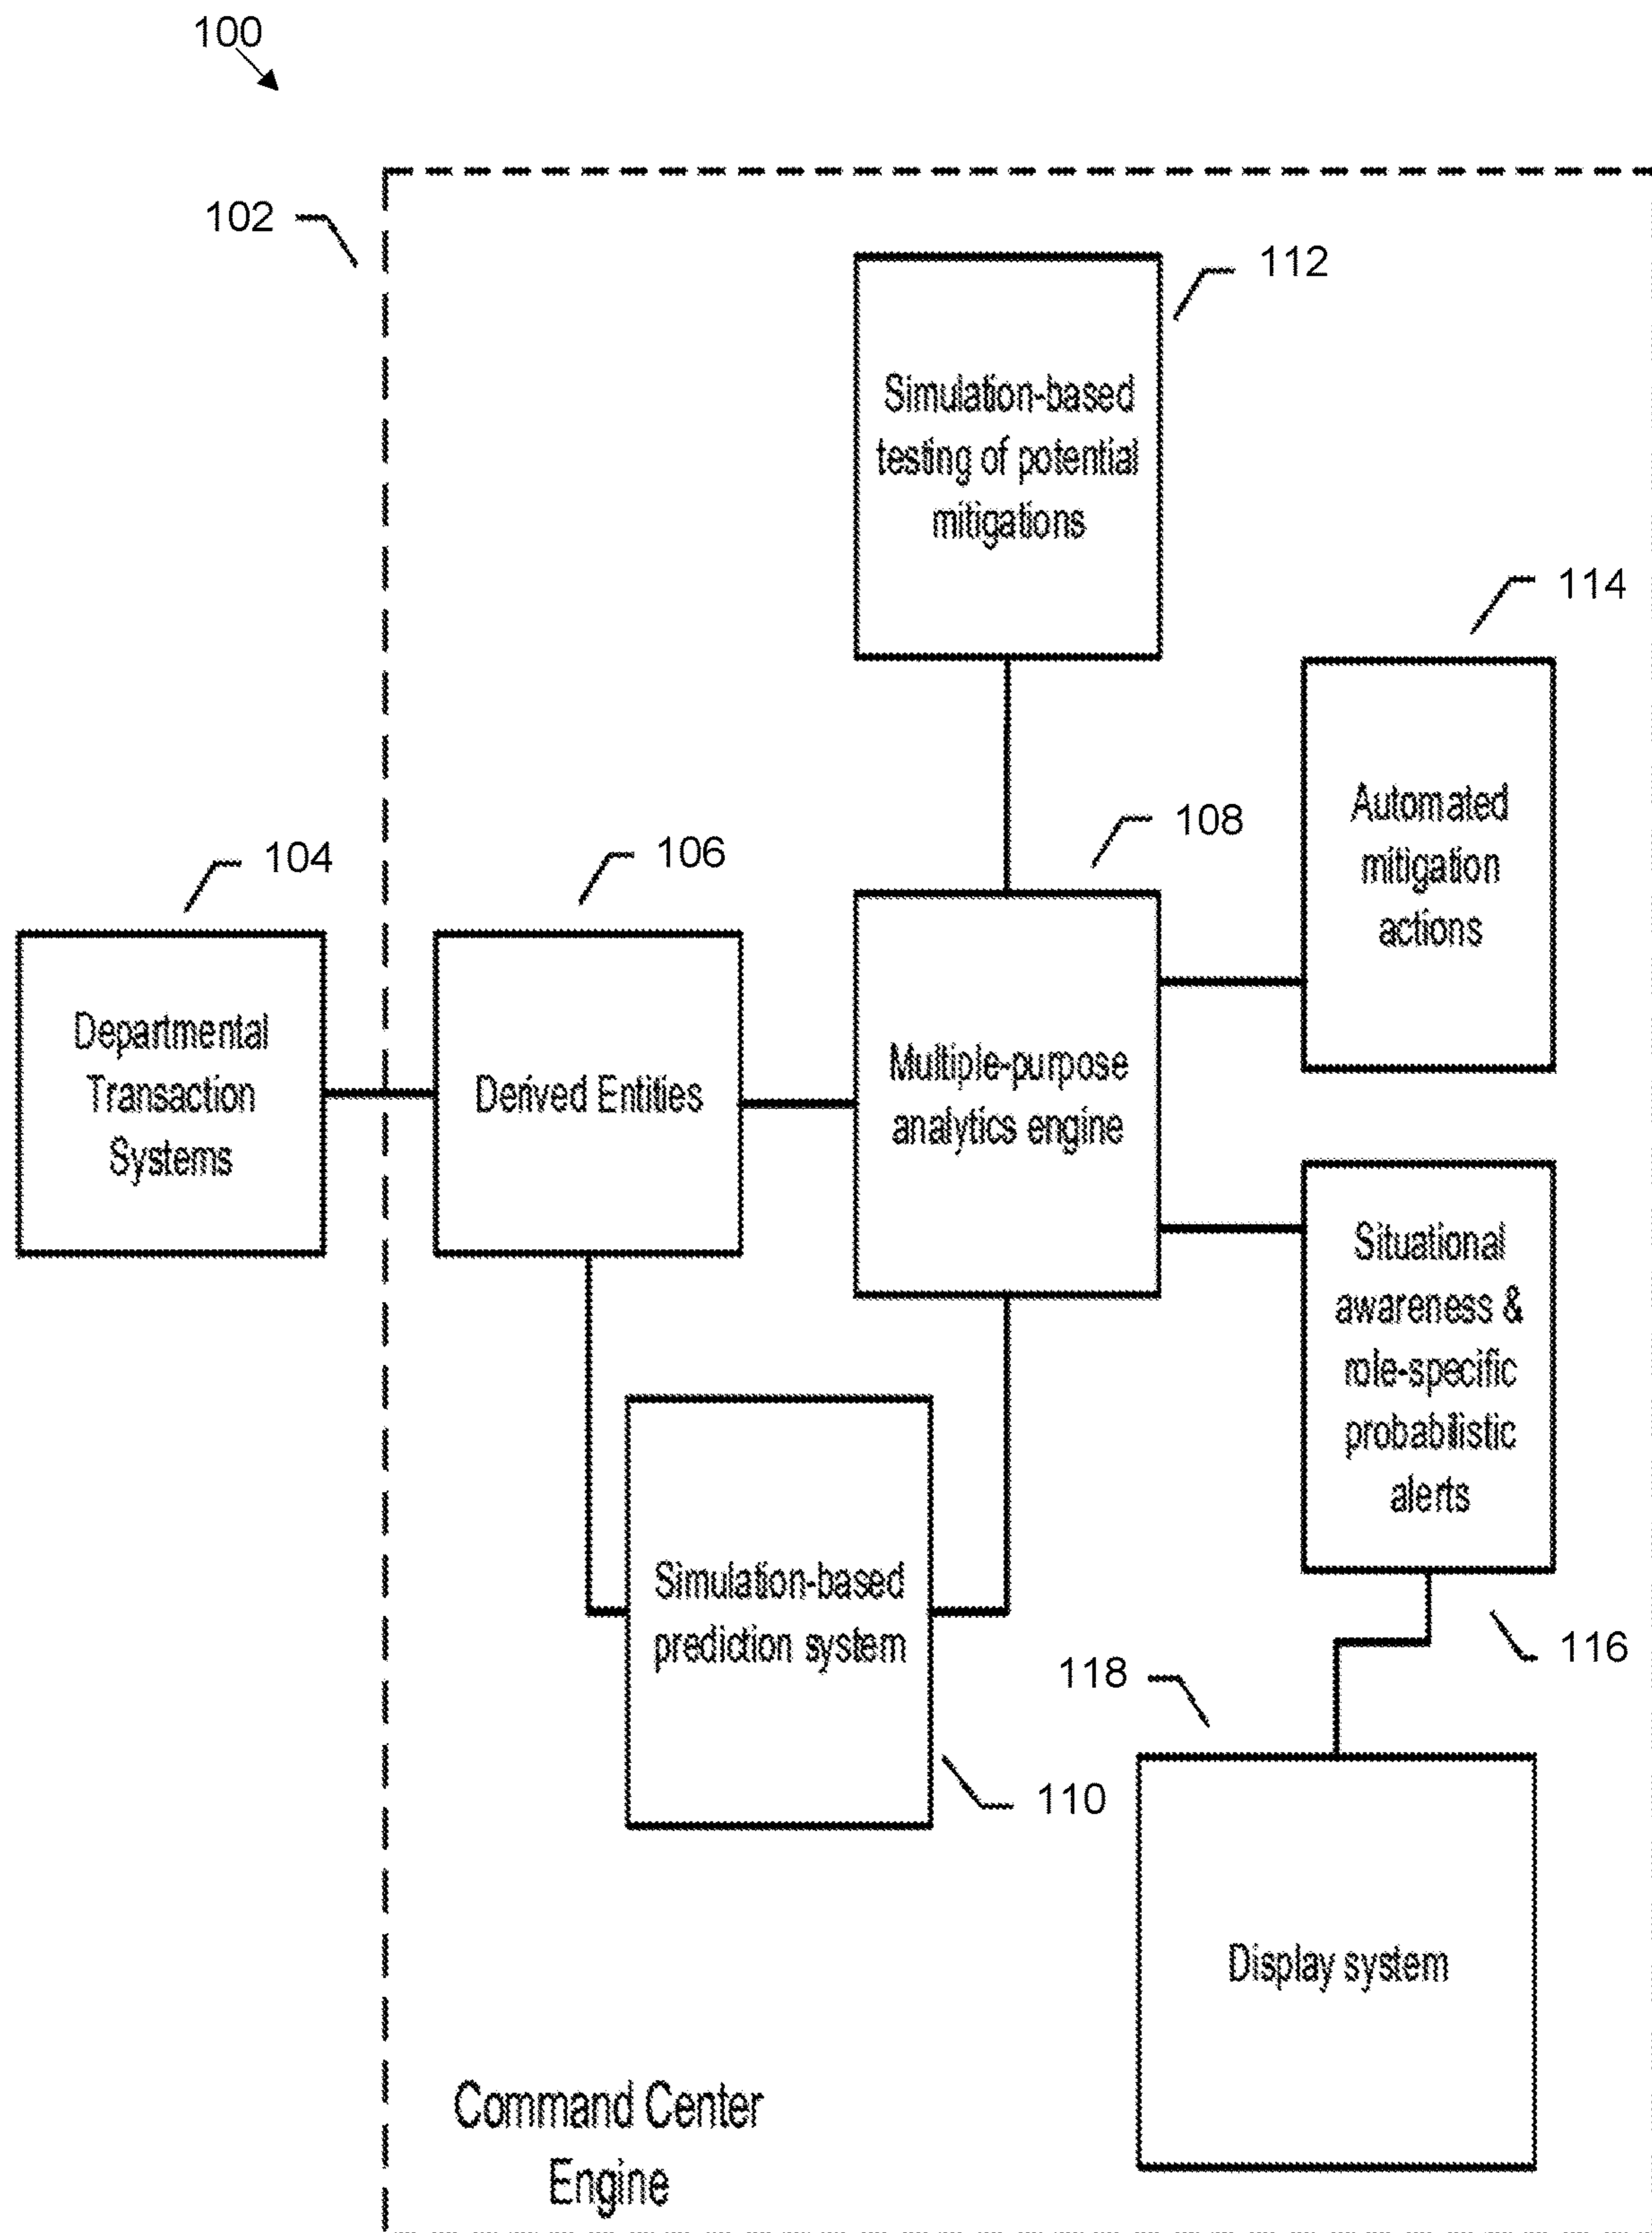 100
102
112
Simulation-based
testing of potential
mitigations
114
Automated
mitigation
actions
108
Multiple-purpose
analytics engine
106
Derived Entities
104
Departmental
Transaction
Systems
Situational
awareness &
role-specific
probabilistic
alerts
116
Simulation-based
prediction system
110
118
Display system
Command Center
Engine